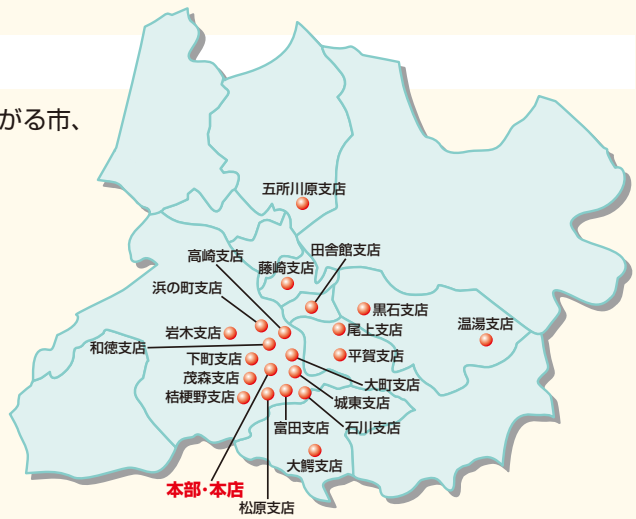 がる市、
五所川原支店
田舎館支店
高崎支店
藤崎支店
浜の町支店
黒石支店
温湯支店
尾上支店
岩木支店
和徳支店
下町支店
平賀支店
茂森支店
大町支店
桔梗野支店
城東支店
富田支店
石川支店
大鰐支店
本部・本店
松原支店